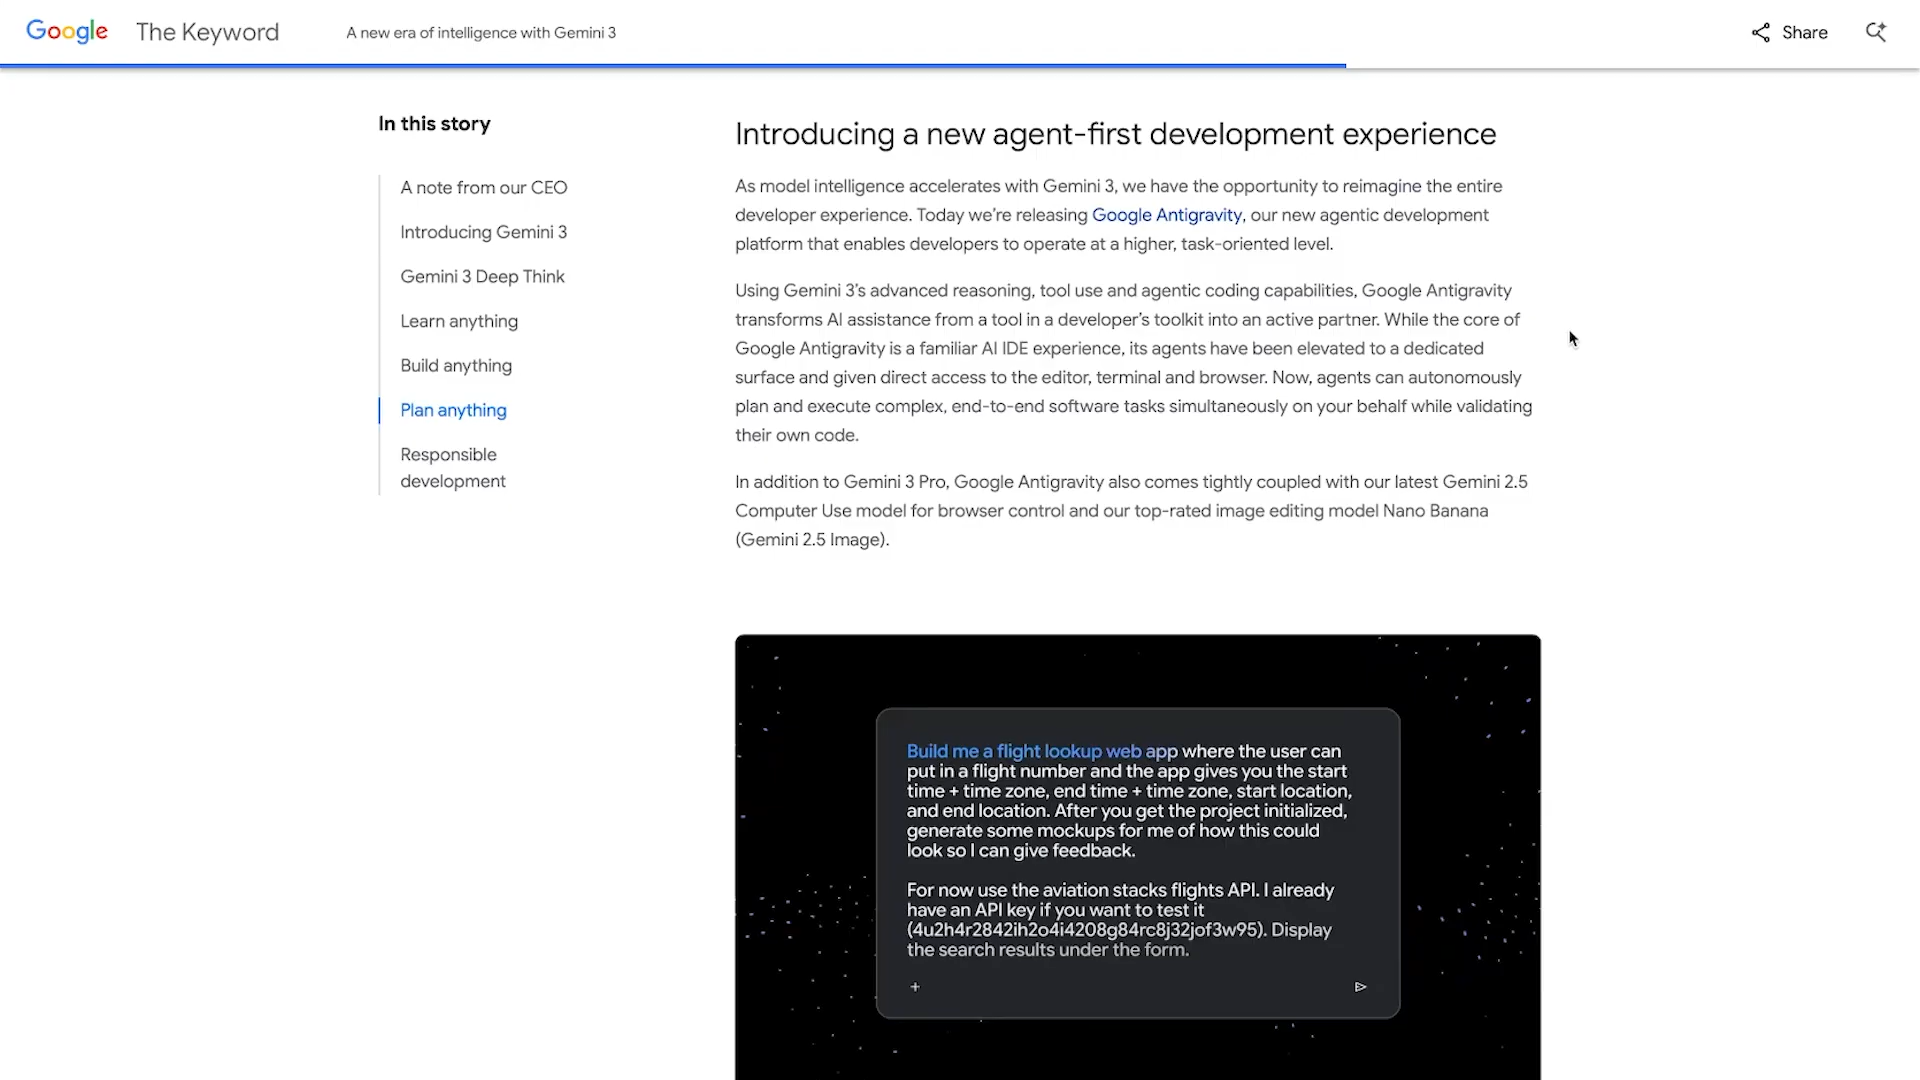 Google The Keyword A new era of intelligence with Gemini 3 Share
In this story
A note from our CEO
Introducing Gemini 3
Gemini 3 Deep Think
Learn anything
Build anything
Plan anything
Responsible
development
Introducing a new agent-first development experience
As model intelligence accelerates with Gemini 3, we have the opportunity to reimagine the entire
developer experience. Today we’re releasing Google Antigravity, our new agentic development
platform that enables developers to operate at a higher, task-oriented level.
Using Gemini 3’s advanced reasoning, tool use and agentic coding capabilities, Google Antigravity
transforms AI assistance from a tool in a developer’s toolkit into an active partner. While the core of
Google Antigravity is a familiar AI IDE experience, its agents have been elevated to a dedicated
surface and given direct access to the editor, terminal and browser. Now, agents can autonomously
plan and execute complex, end-to-end software tasks simultaneously on your behalf while validating
their own code.
In addition to Gemini 3 Pro, Google Antigravity also comes tightly coupled with our latest Gemini 2.5
Computer Use model for browser control and our top-rated image editing model Nano Banana
(Gemini 2.5 Image).
Build me a flight lookup web app where the user can
put in a flight number and the app gives you the start
time + time zone, end time + time zone, start location,
and end location. After you get the project initialized,
generate some mockups for me of how this could
look so I can give feedback.
For now use the aviation stacks flights API. I already
have an API key if you want to test it
(4u2h4r2842ih2o4i4208g84rc8j32jof3w95). Display
the search results under the form.